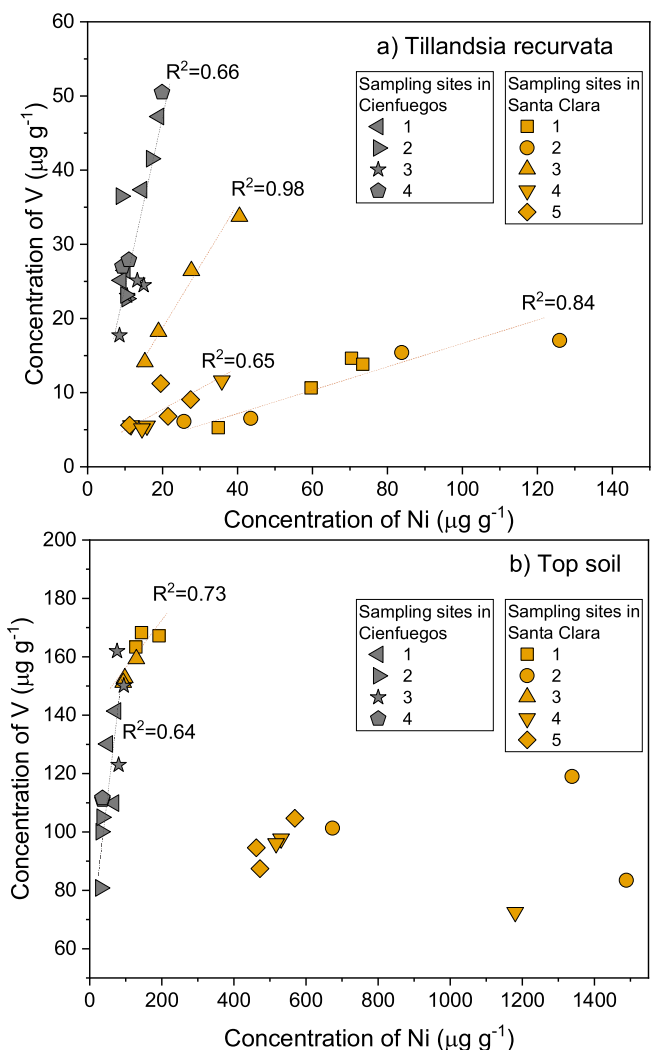 60
50
40
30
20
10
0
Concentration of V (μg g⁻¹)
a) Tillandsia recurvata
R²=0.66
R²=0.98
R²=0.84
R²=0.65
Sampling sites in
Cienfuegos
1
2
3
4
Sampling sites in
Santa Clara
1
2
3
4
5
0 20 40 60 80 100 120 140
Concentration of Ni (μg g⁻¹)
200
180
160
140
120
100
80
60
Concentration of V (μg g⁻¹)
b) Top soil
R²=0.73
R²=0.64
Sampling sites in
Cienfuegos
1
2
3
4
Sampling sites in
Santa Clara
1
2
3
4
5
0 200 400 600 800 1000 1200 1400
Concentration of Ni (μg g⁻¹)